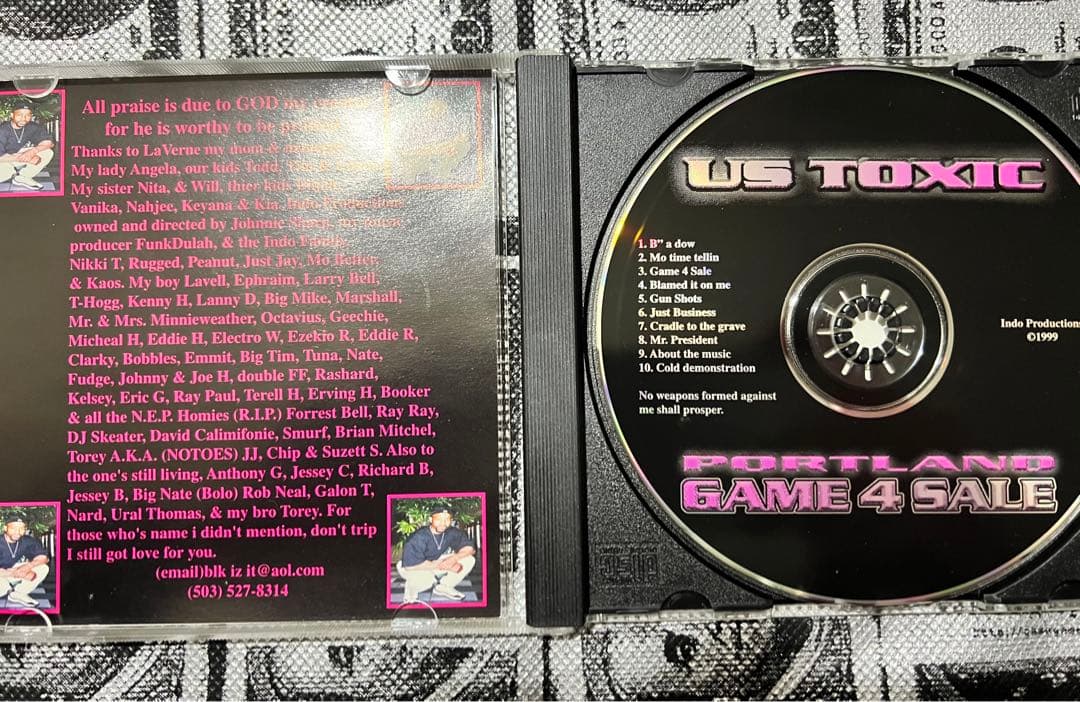 All praise is due to GOD my
for he is worthy to be
Thanks to LaVerne my mom &
My lady Angela, our kids Todd,
My sister Nita, & Will, thier kids
Vanika, Nahjee, Keyana & Kia, Indo Productions
owned and directed by Johnnie
producer FunkDulah, & the Indo Family,
Nikki T, Rugged, Peanut, Just Jay, Mo Better,
& Kaos. My boy Lavell, Ephraim, Larry Bell,
T-Hogg, Kenny H, Lanny D, Big Mike, Marshall,
Mr. & Mrs. Minnieweather, Octavius, Geechie,
Micheal H, Eddie H, Electro W, Ezekio R, Eddie R,
Clarky, Bobbles, Emmit, Big Tim, Tuna, Nate,
Fudge, Johnny & Joe H, double FF, Rashard,
Kelsey, Eric G, Ray Paul, Terell H, Erving H, Booker
& all the N.E.P. Homies (R.I.P.) Forrest Bell, Ray Ray,
DJ Skeater, David Calimifonie, Smurf, Brian Mitchel,
Torey A.K.A. (NOTOES) JJ, Chip & Suzett S. Also to
the one's still living, Anthony G, Jessey C, Richard B,
Jessey B, Big Nate (Bolo) Rob Neal, Galon T,
Nard, Ural Thomas, & my bro Torey. For
those who's name i didn't mention, don't trip
I still got love for you.
(email)blk iz it@aol.com
(503) 527-8314
US TOXIC
1. B" a dow
2. Mo time tellin
3. Game 4 Sale
4. Blamed it on me
5. Gun Shots
6. Just Business
7. Cradle to the grave
8. Mr. President
9. About the music
10. Cold demonstration
No weapons formed against
me shall prosper.
Indo Productions
©1999
PORTLAND
GAME 4 SALE